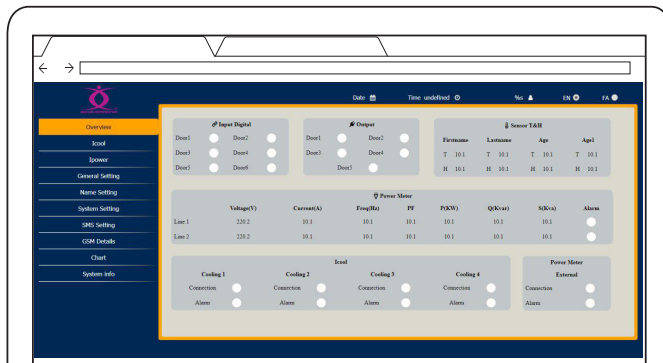 Date Time undefined %s EN FA
Overview
Icool
Ipower
General Setting
Name Setting
System Setting
SMS Setting
GSM Details
Chart
System info
Input Digital
Door1 Door2
Door3 Door4
Door5 Door6
Output
Door1 Door2
Door3 Door4
Door5
Sensor T&H
Firstname Lastname Age Age1
T 10.1 T 10.1 T 10.1 T 10.1
H 10.1 H 10.1 H 10.1 H 10.1
Power Meter
Voltage(V) Current(A) Freq(Hz) PF P(KW) Q(Kvar) S(Kva) Alarm
Line 1 220.2 10.1 10.1 10.1 10.1 10.1 10.1
Line 2 220.2 10.1 10.1 10.1 10.1 10.1 10.1
Icool
Cooling 1 Cooling 2 Cooling 3 Cooling 4
Connection Connection Connection Connection
Alarm Alarm Alarm Alarm
Power Meter
External
Connection
Alarm